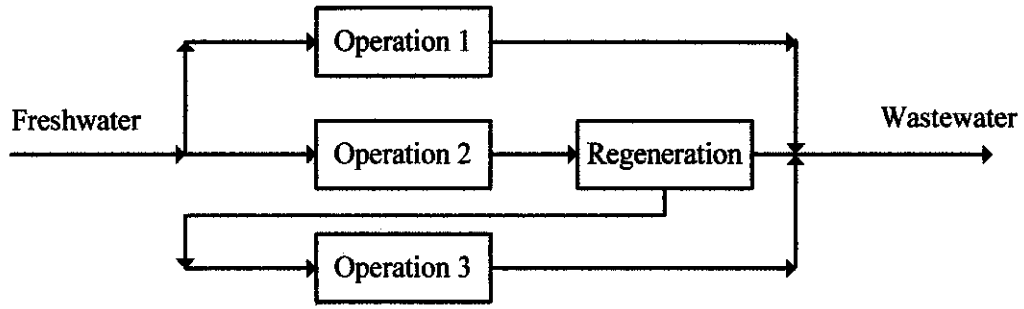 Operation 1
Freshwater
Wastewater
Operation 2
Regeneration
Operation 3